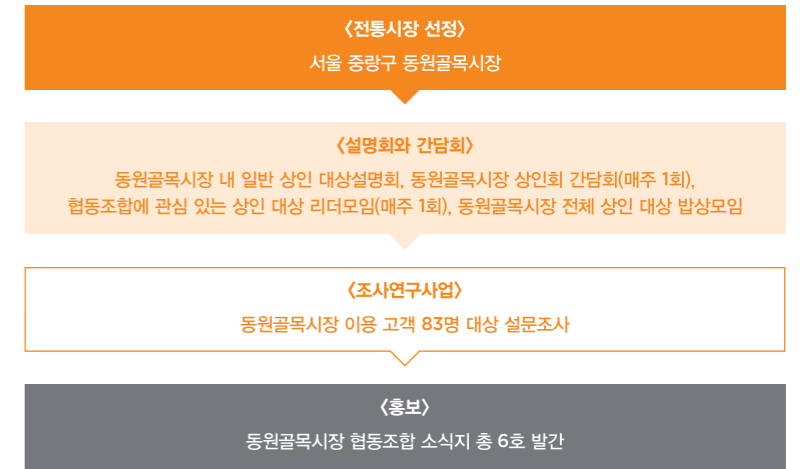 〈전통시장 선정〉
서울 중랑구 동원골목시장
〈설명회와 간담회〉
동원골목시장 내 일반 상인 대상설명회, 동원골목시장 상인회 간담회(매주 1회),
협동조합에 관심 있는 상인 대상 리더모임(매주 1회), 동원골목시장 전체 상인 대상 밥상모임
〈조사연구사업〉
동원골목시장 이용 고객 83명 대상 설문조사
〈홍보〉
동원골목시장 협동조합 소식지 총 6호 발간